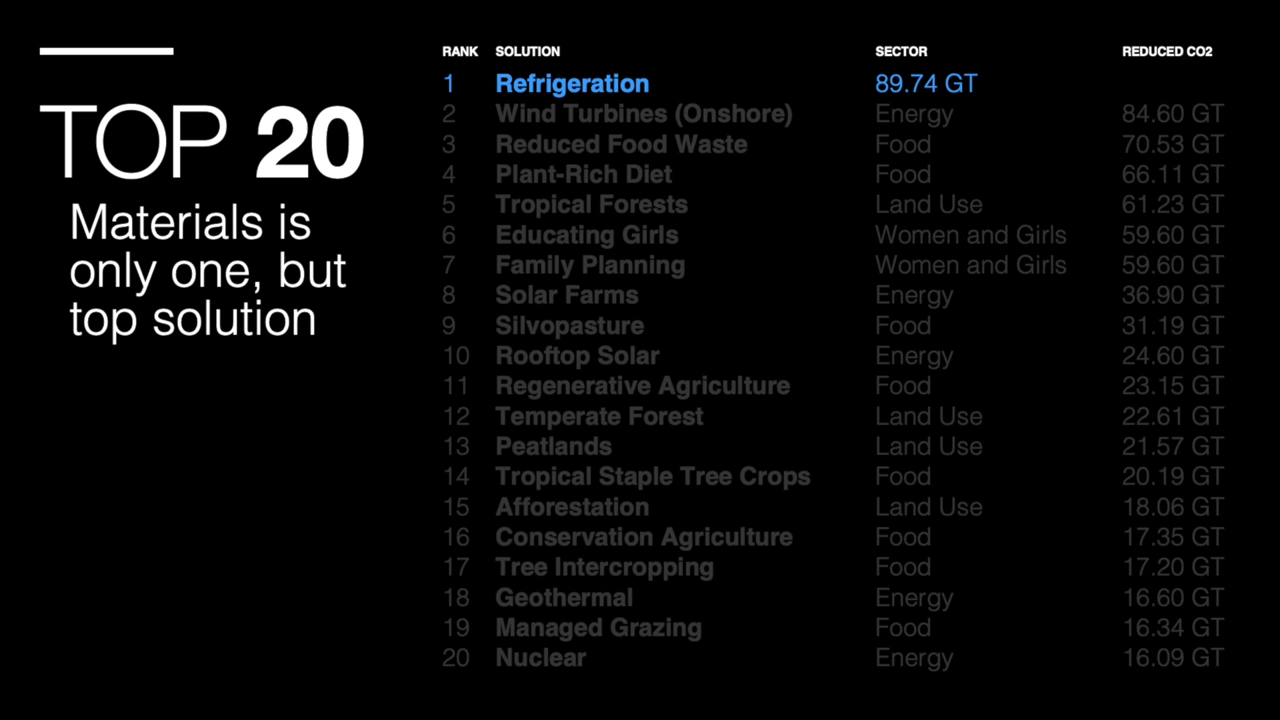 TOP 20
Materials is
only one, but
top solution
RANK SOLUTION SECTOR REDUCED CO2
1 Refrigeration 89.74 GT
2 Wind Turbines (Onshore) Energy 84.60 GT
3 Reduced Food Waste Food 70.53 GT
4 Plant-Rich Diet Food 66.11 GT
5 Tropical Forests Land Use 61.23 GT
6 Educating Girls Women and Girls 59.60 GT
7 Family Planning Women and Girls 59.60 GT
8 Solar Farms Energy 36.90 GT
9 Silvopasture Food 31.19 GT
10 Rooftop Solar Energy 24.60 GT
11 Regenerative Agriculture Food 23.15 GT
12 Temperate Forest Land Use 22.61 GT
13 Peatlands Land Use 21.57 GT
14 Tropical Staple Tree Crops Food 20.19 GT
15 Afforestation Land Use 18.06 GT
16 Conservation Agriculture Food 17.35 GT
17 Tree Intercropping Food 17.20 GT
18 Geothermal Energy 16.60 GT
19 Managed Grazing Food 16.34 GT
20 Nuclear Energy 16.09 GT